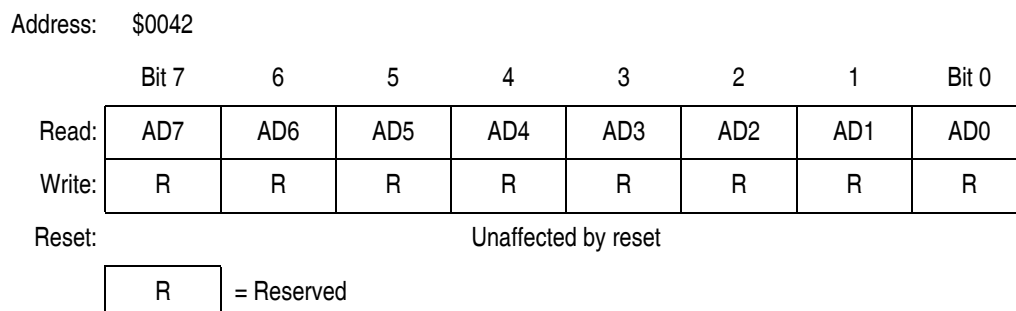 Address: $0042
Bit 7 6 5 4 3 2 1 Bit 0
Read: AD7 AD6 AD5 AD4 AD3 AD2 AD1 AD0
Write: R R R R R R R R
Reset: Unaffected by reset
R = Reserved